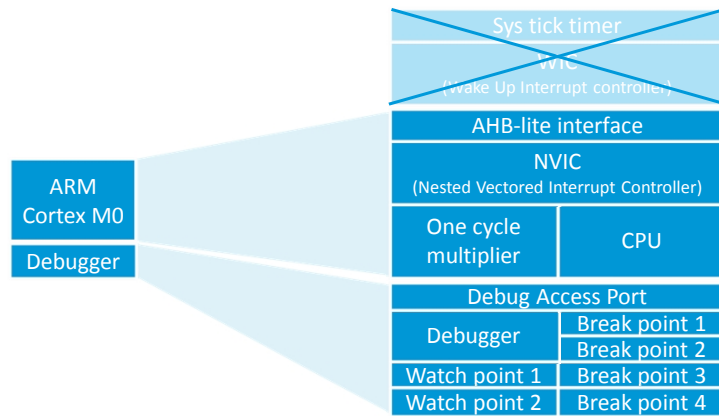 Sys tick timer
WIC
(Wake Up Interrupt controller)
AHB-lite interface
NVIC
(Nested Vectored Interrupt Controller)
ARM
Cortex M0
One cycle
multiplier
CPU
Debugger
Debug Access Port
Debugger
Break point 1
Break point 2
Watch point 1
Break point 3
Watch point 2
Break point 4